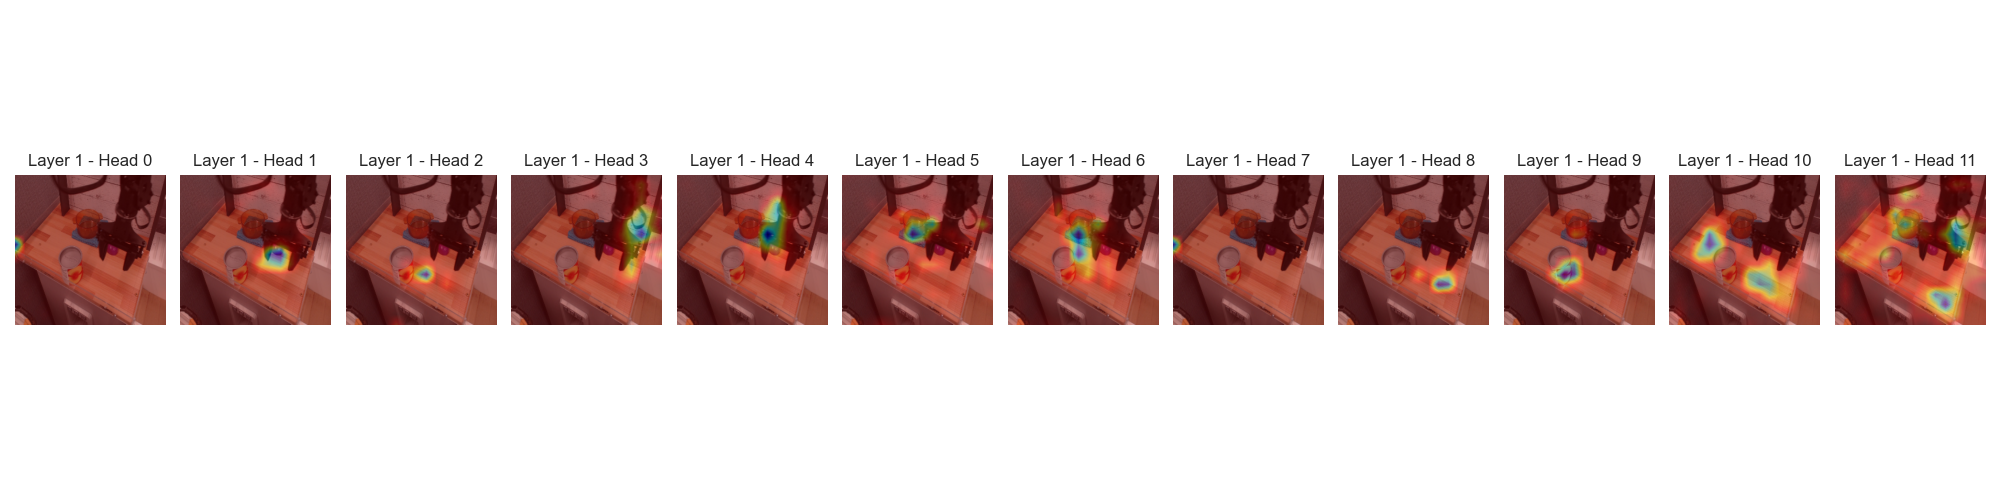 Layer 1 - Head 0
Layer 1 - Head 1
Layer 1 - Head 2
Layer 1 - Head 3
Layer 1 - Head 4
Layer 1 - Head 5
Layer 1 - Head 6
Layer 1 - Head 7
Layer 1 - Head 8
Layer 1 - Head 9
Layer 1 - Head 10
Layer 1 - Head 11